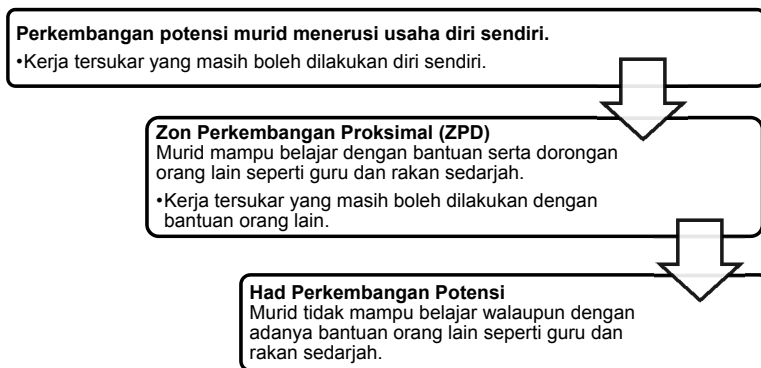 Perkembangan potensi murid menerusi usaha diri sendiri.
•Kerja tersukar yang masih boleh dilakukan diri sendiri.
Zon Perkembangan Proksimal (ZPD)
Murid mampu belajar dengan bantuan serta dorongan
orang lain seperti guru dan rakan sedarjah.
•Kerja tersukar yang masih boleh dilakukan dengan
bantuan orang lain.
Had Perkembangan Potensi
Murid tidak mampu belajar walaupun dengan
adanya bantuan orang lain seperti guru dan
rakan sedarjah.